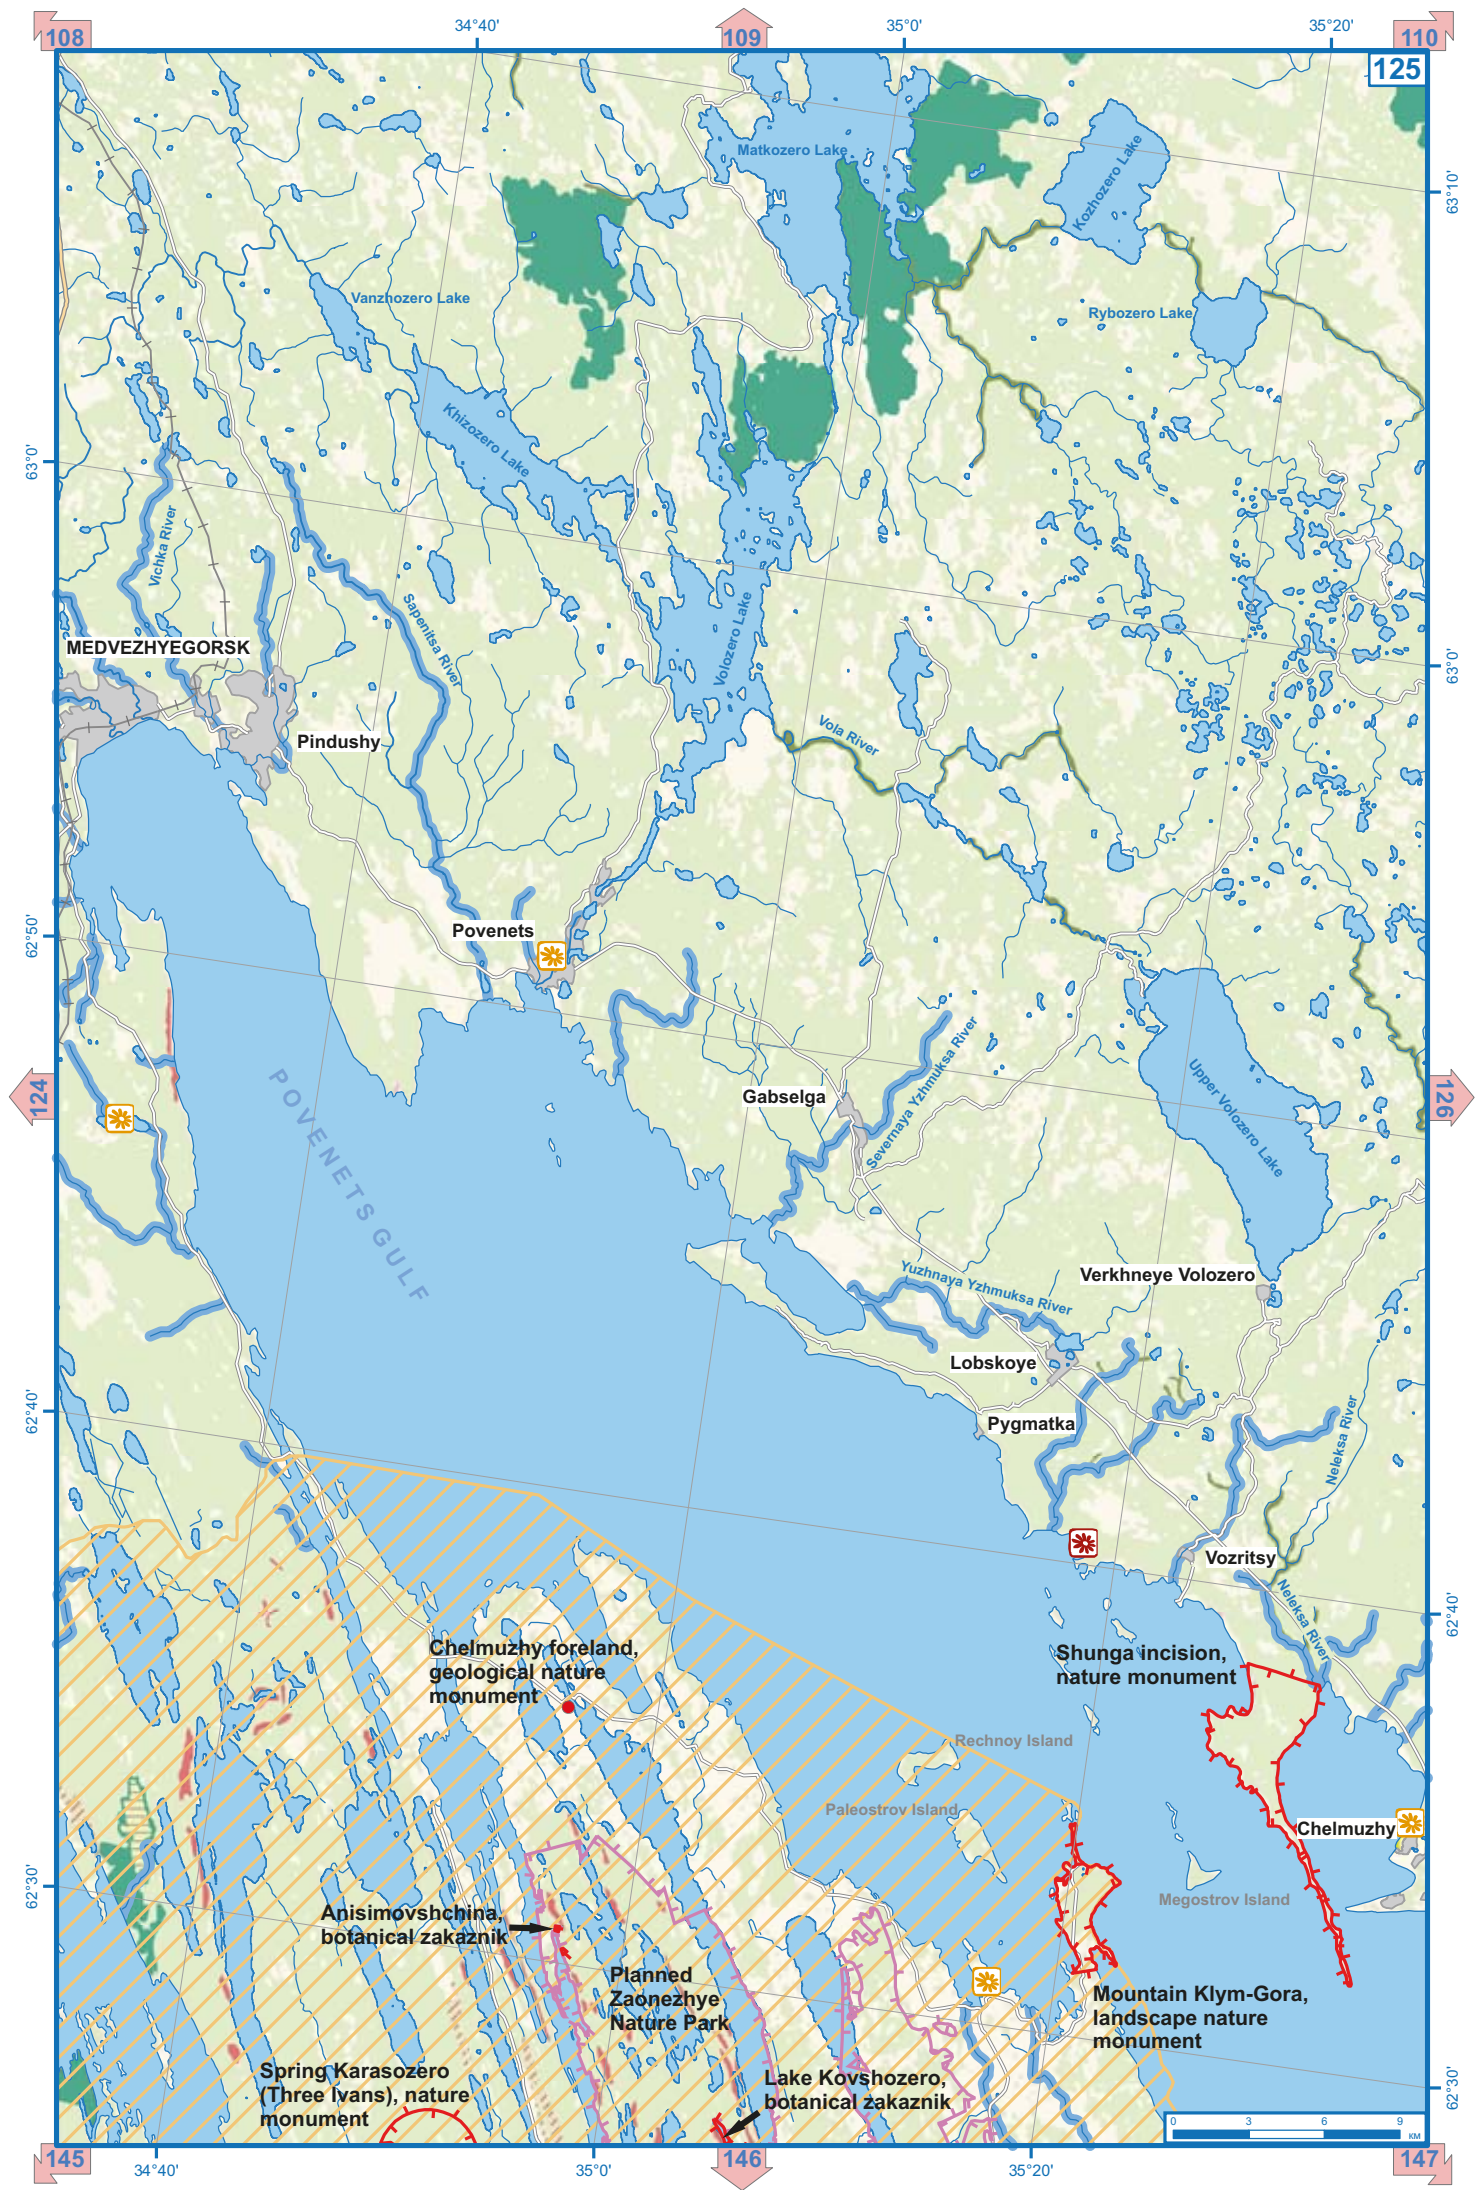 108
34°40'
109
35°0'
35°20'
110
125
Matkozero Lake
Kozhozero Lake
63°10'
Vanzhozero Lake
Rybozero Lake
Khizozero Lake
63°0'
Vichka River
Sapenitsa River
Volozero Lake
MEDVEZHYEGORSK
63°0'
Pindushy
Vola River
Povenets
62°50'
Gabselga
Severnaya Yzhmuksa River
Upper Volozero Lake
124
126
POVENETS GULF
Yuzhnaya Yzhmuksa River
Verkhneye Volozero
Lobskoye
Pygmatka
62°40'
Neleksa River
Vozritsy
Neleksa River
62°40'
Chelmuzhy foreland,
geological nature
monument
Shunga incision,
nature monument
Rechnoy Island
Paleostrov Island
Chelmuzhy
62°30'
Megostrov Island
Anisimovshchina,
botanical zakaznik
Planned
Zaonezhye
Nature Park
Mountain Klym-Gora,
landscape nature
monument
Spring Karasozero
(Three Ivans), nature
monument
Lake Kovshozero,
botanical zakaznik
62°30'
0 3 6 9
км
145
34°40'
35°0'
146
35°20'
147